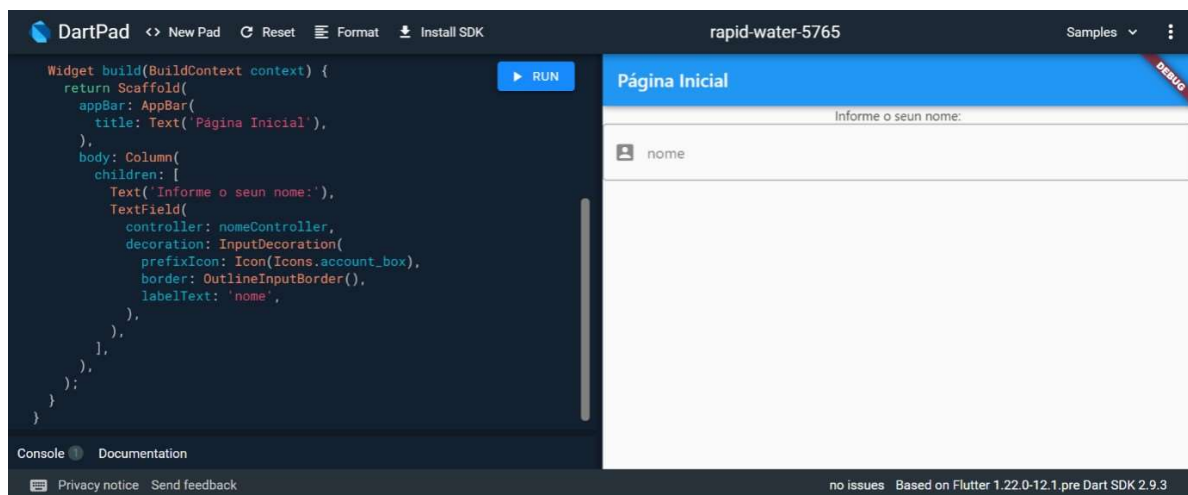 DartPad <> New Pad Reset Format Install SDK rapid-water-5765 Samples
Widget build(BuildContext context) {
return Scaffold(
appBar: AppBar(
title: Text('Página Inicial'),
),
body: Column(
children: [
Text('Informe o seun nome:'),
TextField(
controller: nomeController,
decoration: InputDecoration(
prefixIcon: Icon(Icons.account_box),
border: OutlineInputBorder(),
labelText: 'nome',
),
),
],
),
);
}
}
RUN
Página Inicial
DEBUG
Informe o seun nome:
nome
Console 1 Documentation
Privacy notice Send feedback no issues Based on Flutter 1.22.0-12.1.pre Dart SDK 2.9.3